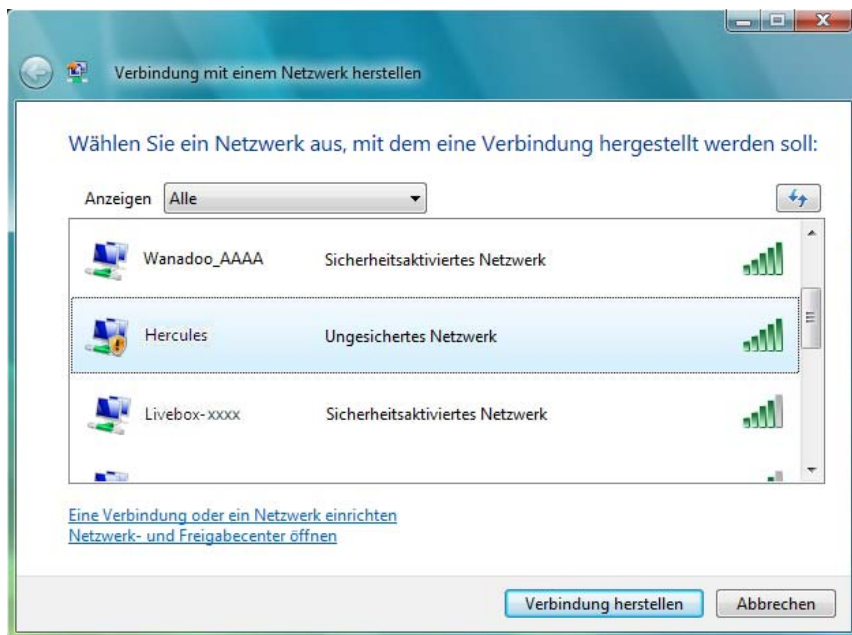 Verbindung mit einem Netzwerk herstellen
Wählen Sie ein Netzwerk aus, mit dem eine Verbindung hergestellt werden soll:
Anzeigen Alle
Wanadoo_AAAA Sicherheitsaktiviertes Netzwerk
Hercules Ungesichertes Netzwerk
Livebox-xxxx Sicherheitsaktiviertes Netzwerk
Eine Verbindung oder ein Netzwerk einrichten
Netzwerk- und Freigabecenter öffnen
Verbindung herstellen Abbrechen